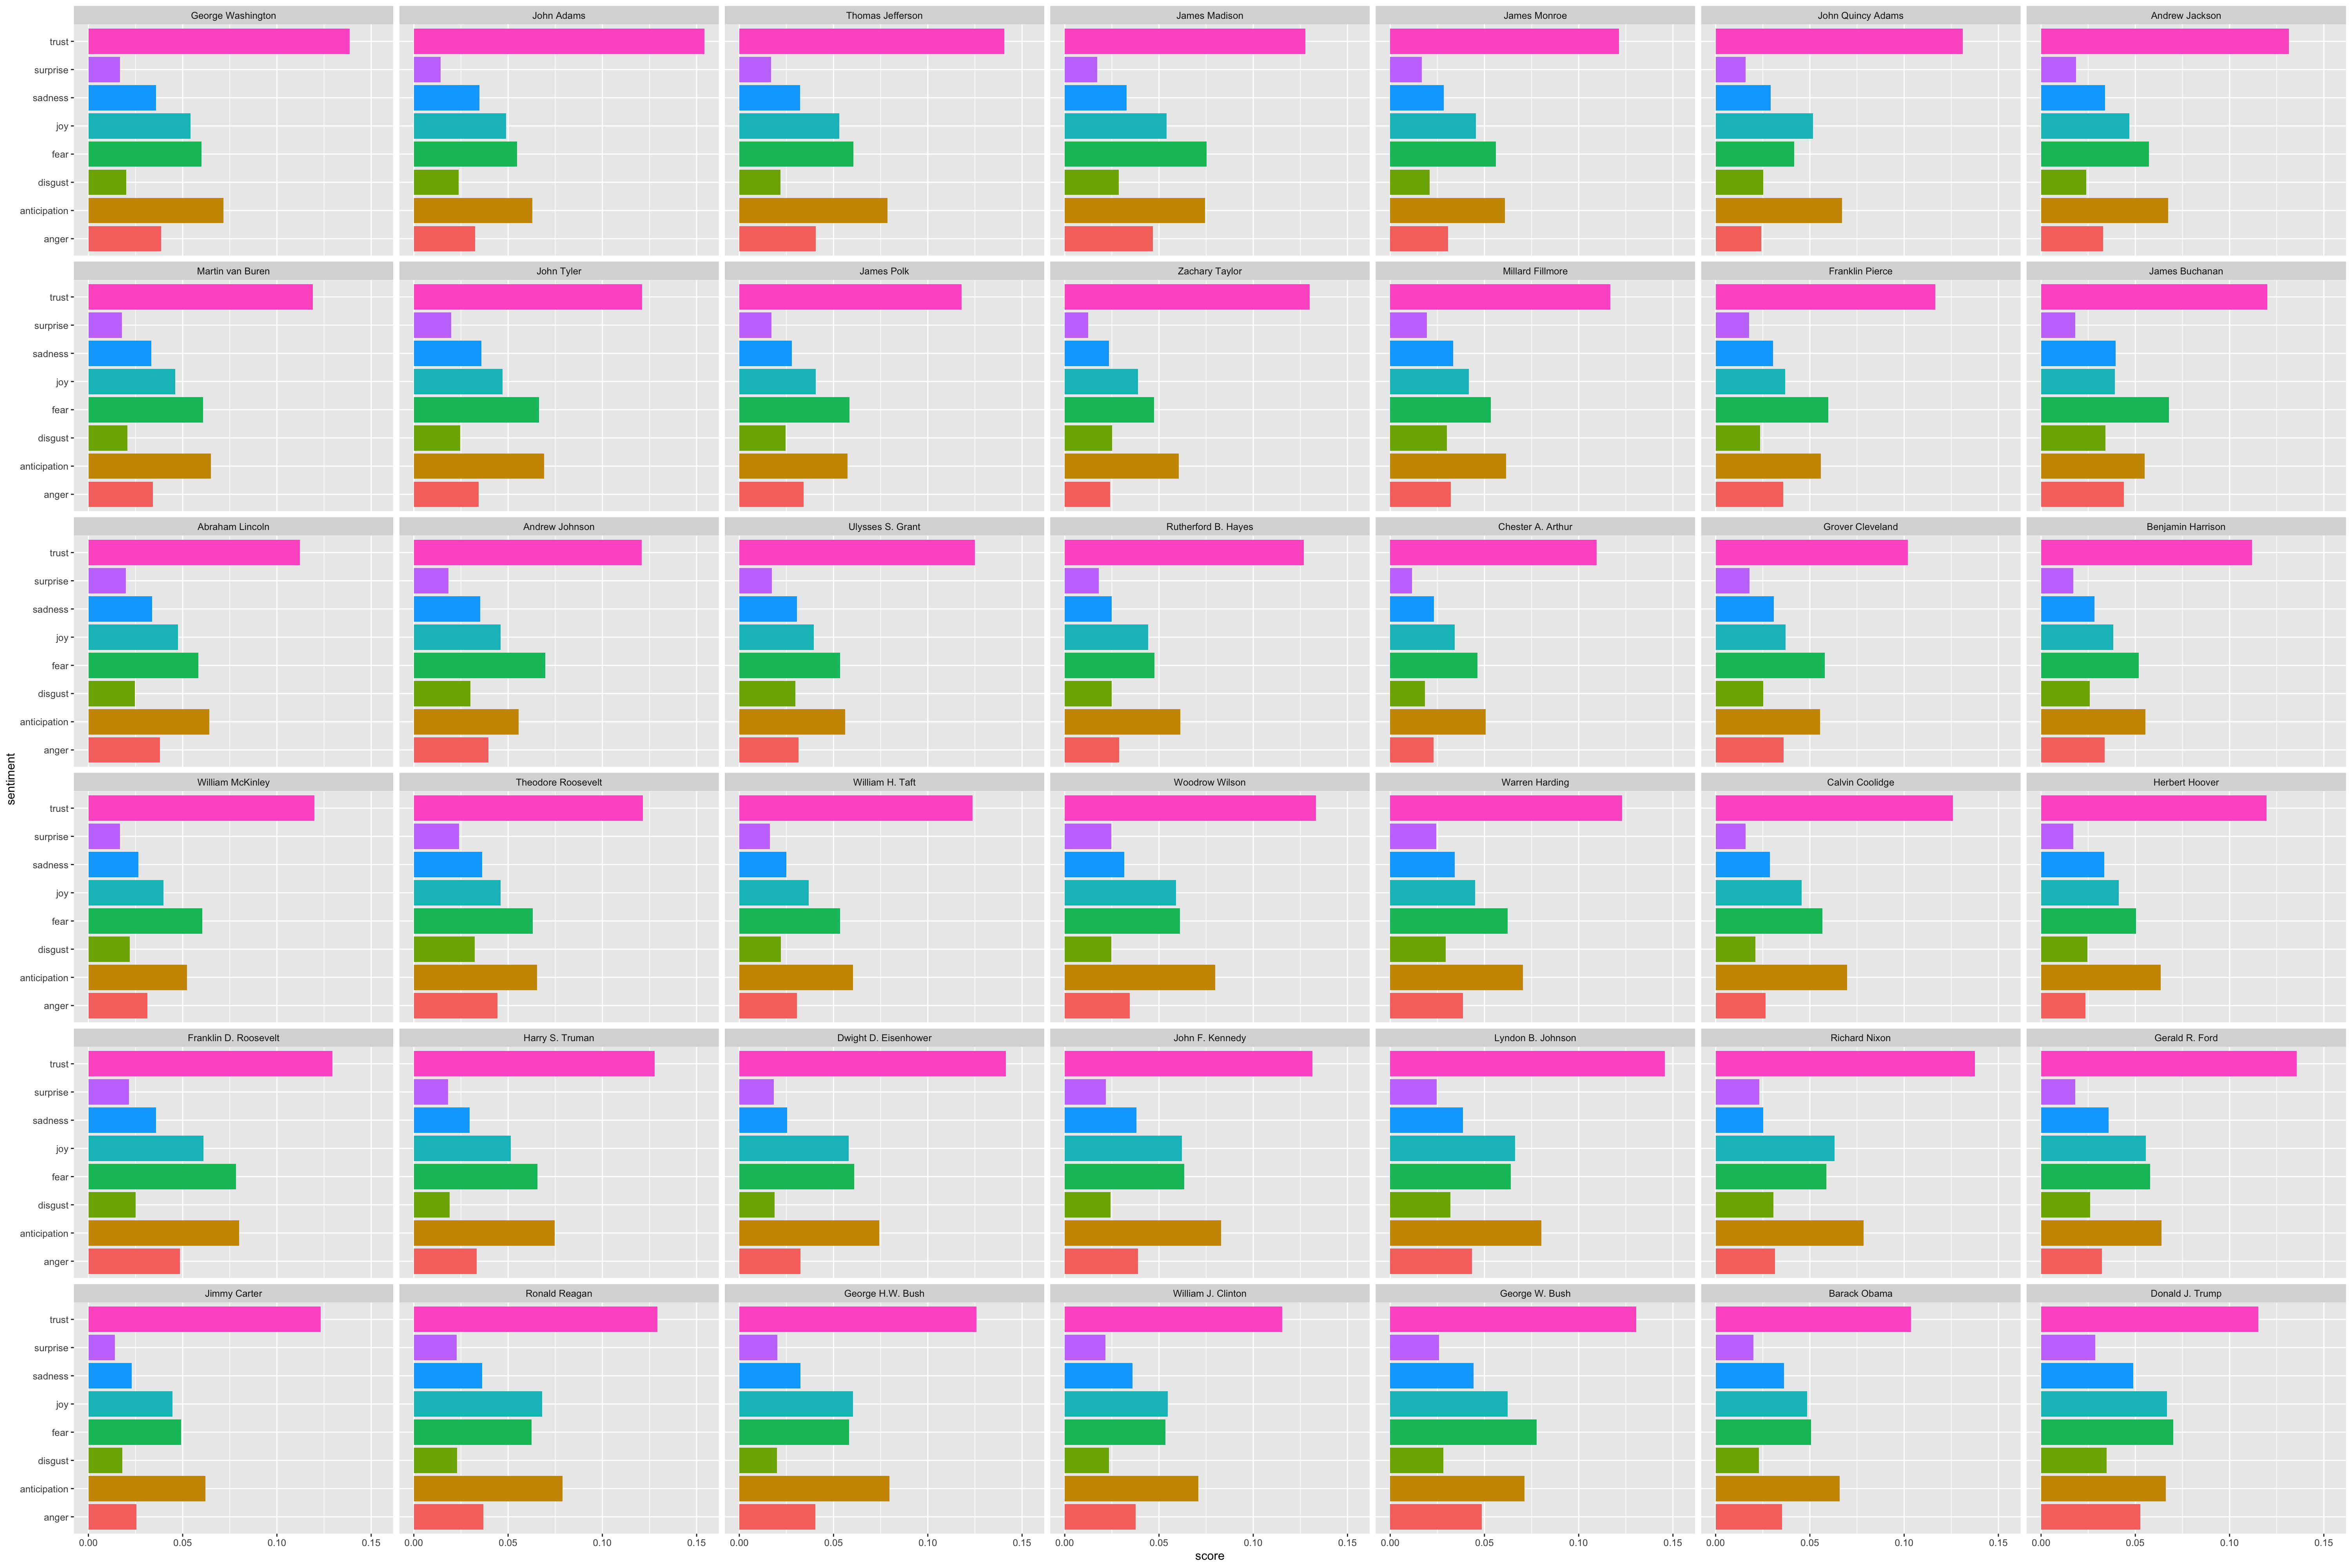 George Washington
John Adams
Thomas Jefferson
James Madison
James Monroe
John Quincy Adams
Andrew Jackson
trust
surprise
sadness
joy
fear
disgust
anticipation
anger
Martin van Buren
John Tyler
James Polk
Zachary Taylor
Millard Fillmore
Franklin Pierce
James Buchanan
trust
surprise
sadness
joy
fear
disgust
anticipation
anger
Abraham Lincoln
Andrew Johnson
Ulysses S. Grant
Rutherford B. Hayes
Chester A. Arthur
Grover Cleveland
Benjamin Harrison
trust
surprise
sadness
joy
fear
disgust
anticipation
anger
sentiment
William McKinley
Theodore Roosevelt
William H. Taft
Woodrow Wilson
Warren Harding
Calvin Coolidge
Herbert Hoover
trust
surprise
sadness
joy
fear
disgust
anticipation
anger
Franklin D. Roosevelt
Harry S. Truman
Dwight D. Eisenhower
John F. Kennedy
Lyndon B. Johnson
Richard Nixon
Gerald R. Ford
trust
surprise
sadness
joy
fear
disgust
anticipation
anger
Jimmy Carter
Ronald Reagan
George H.W. Bush
William J. Clinton
George W. Bush
Barack Obama
Donald J. Trump
trust
surprise
sadness
joy
fear
disgust
anticipation
anger
0.00 0.05 0.10 0.15
0.00 0.05 0.10 0.15
0.00 0.05 0.10 0.15
0.00 0.05 0.10 0.15
0.00 0.05 0.10 0.15
0.00 0.05 0.10 0.15
0.00 0.05 0.10 0.15
score